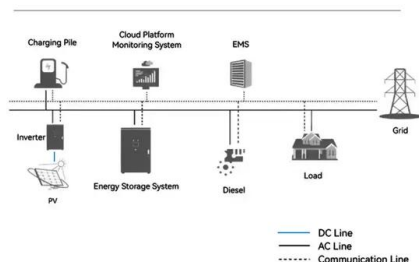 Charging Pile
Cloud Platform
Monitoring System
EMS
Grid
Inverter
PV
Energy Storage System
Diesel
Load
DC Line
AC Line
Communication Line